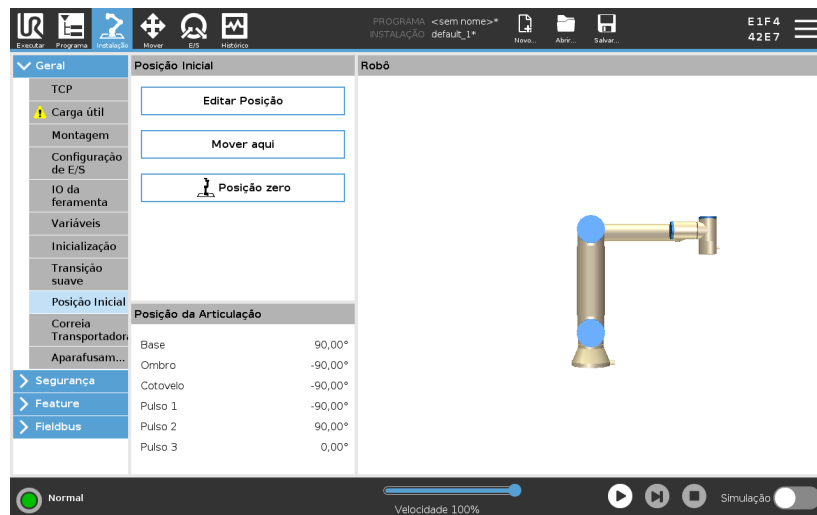 UR
Executar Programa Instalação Mover E/S Histórico
PROGRAMA <sem nome>*
INSTALAÇÃO default_1*
Novo... Abrir... Salvar...
E1F4
42E7
Geral
TCP
Carga útil
Montagem
Configuração
de E/S
IO da
ferramenta
Variáveis
Inicialização
Transição
suave
Posição Inicial
Correia
Transportadora
Aparafusam...
Segurança
Feature
Fieldbus
Posição Inicial
Editar Posição
Mover aqui
Posição zero
Posição da Articulação
Base 90,00°
Ombro -90,00°
Cotovelo -90,00°
Pulso 1 -90,00°
Pulso 2 90,00°
Pulso 3 0,00°
Robô
Normal
Velocidade 100%
Simulação